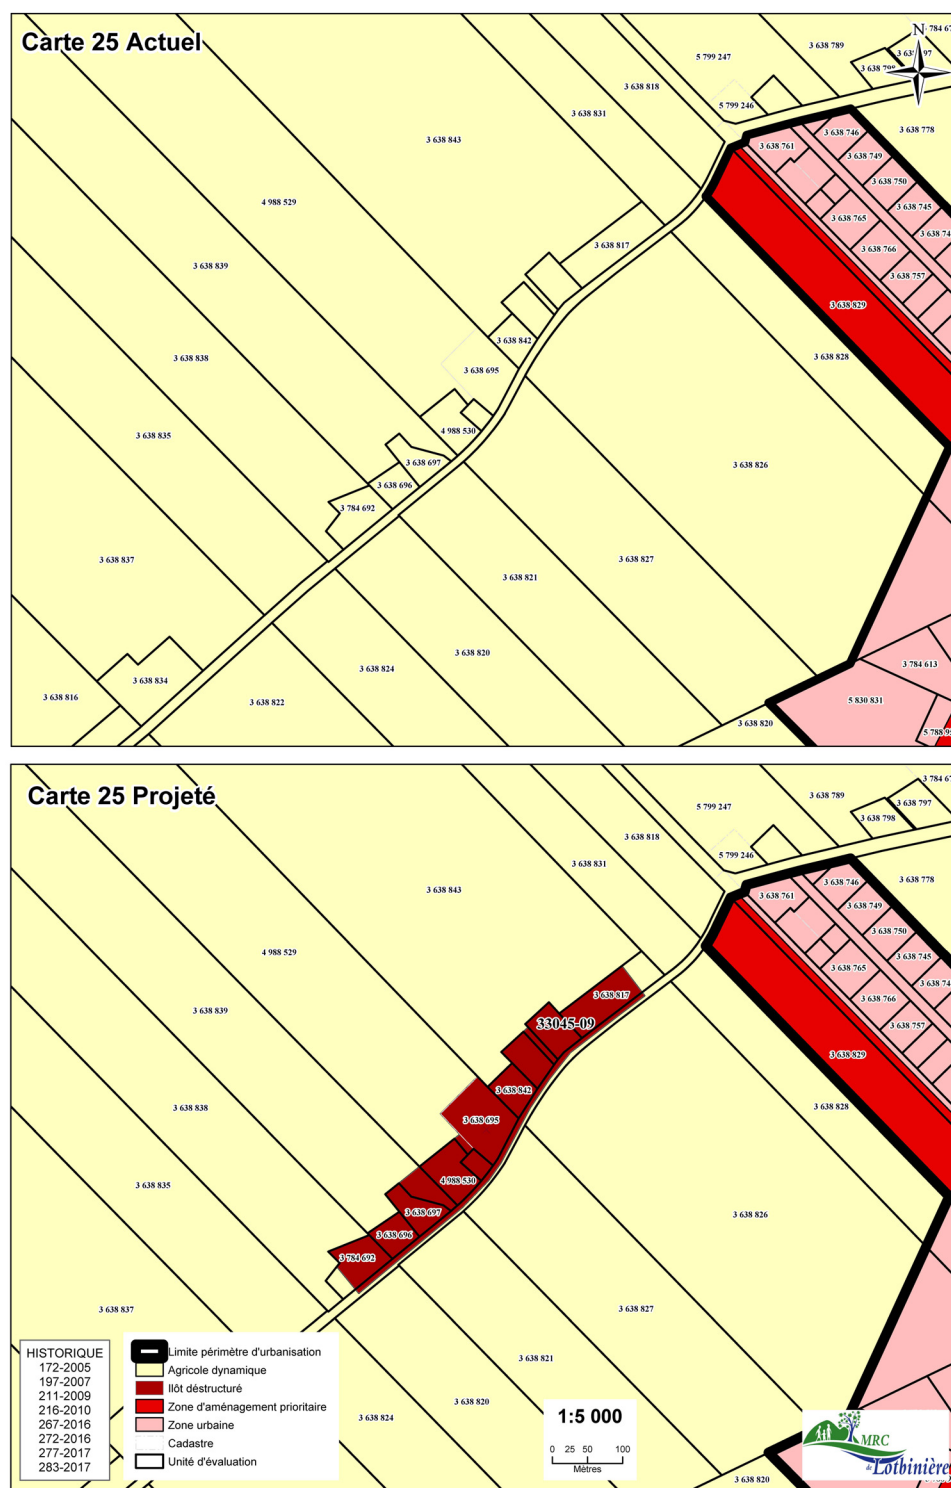 Carte 25 Actuel
N
3 638 789
5 799 247
3 638 818
3 638 831
5 799 246
3 638 778
3 638 746
3 638 761
3 638 749
3 638 750
3 638 745
3 638 843
4 988 529
3 638 765
3 638 766
3 638 757
3 638 817
3 638 839
3 638 829
3 638 842
3 638 828
3 638 838
3 638 695
4 988 530
3 638 835
3 638 697
3 638 826
3 638 696
3 784 692
3 638 837
3 638 827
3 638 821
3 638 820
3 638 824
3 784 613
3 638 834
3 638 816
3 638 822
5 830 831
3 638 820
Carte 25 Projeté
3 638 789
3 638 797
5 799 247
3 638 798
3 638 818
3 638 831
5 799 246
3 638 778
3 638 746
3 638 761
3 638 749
3 638 843
3 638 750
3 638 745
4 988 529
3 638 765
3 638 817
3 638 766
3 638 839
33045-09
3 638 757
3 638 829
3 638 842
3 638 828
3 638 838
3 638 695
4 988 530
3 638 835
3 638 697
3 638 826
3 638 696
3 784 692
3 638 837
3 638 827
3 638 821
3 638 820
3 638 824
3 638 820
HISTORIQUE
172-2005
197-2007
211-2009
216-2010
267-2016
272-2016
277-2017
283-2017
Limite périmètre d'urbanisation
Agricole dynamique
Ilôt déstructuré
Zone d'aménagement prioritaire
Zone urbaine
Cadastre
Unité d'évaluation
1:5 000
0 25 50 100
Mètres
MRC
de Lotbinière